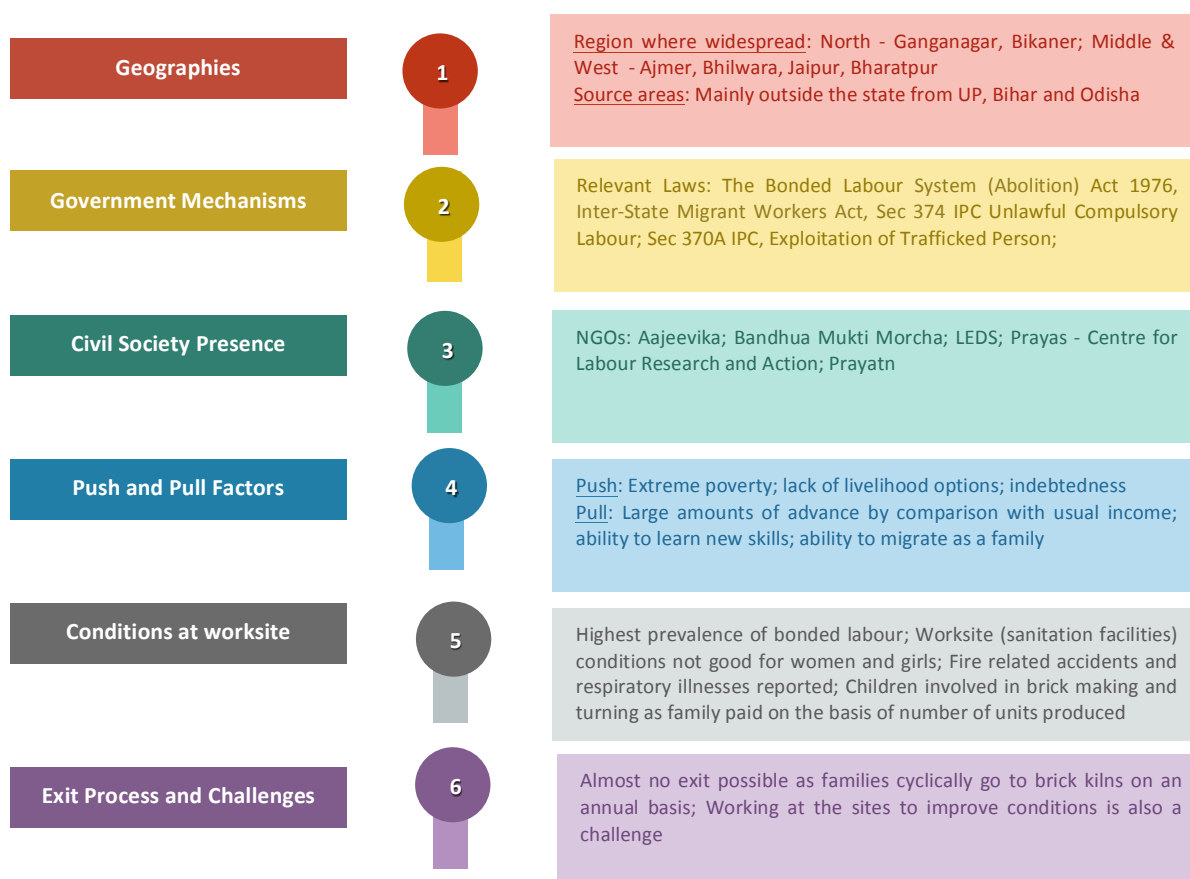 Geographies
1
Region where widespread: North - Ganganagar, Bikaner; Middle &
West - Ajmer, Bhilwara, Jaipur, Bharatpur
Source areas: Mainly outside the state from UP, Bihar and Odisha
Government Mechanisms
2
Relevant Laws: The Bonded Labour System (Abolition) Act 1976,
Inter-State Migrant Workers Act, Sec 374 IPC Unlawful Compulsory
Labour; Sec 370A IPC, Exploitation of Trafficked Person;
Civil Society Presence
3
NGOs: Aajeevika; Bandhua Mukti Morcha; LEDS; Prayas - Centre for
Labour Research and Action; Prayatn
Push and Pull Factors
4
Push: Extreme poverty; lack of livelihood options; indebtedness
Pull: Large amounts of advance by comparison with usual income;
ability to learn new skills; ability to migrate as a family
Conditions at worksite
5
Highest prevalence of bonded labour; Worksite (sanitation facilities)
conditions not good for women and girls; Fire related accidents and
respiratory illnesses reported; Children involved in brick making and
turning as family paid on the basis of number of units produced
Exit Process and Challenges
6
Almost no exit possible as families cyclically go to brick kilns on an
annual basis; Working at the sites to improve conditions is also a
challenge